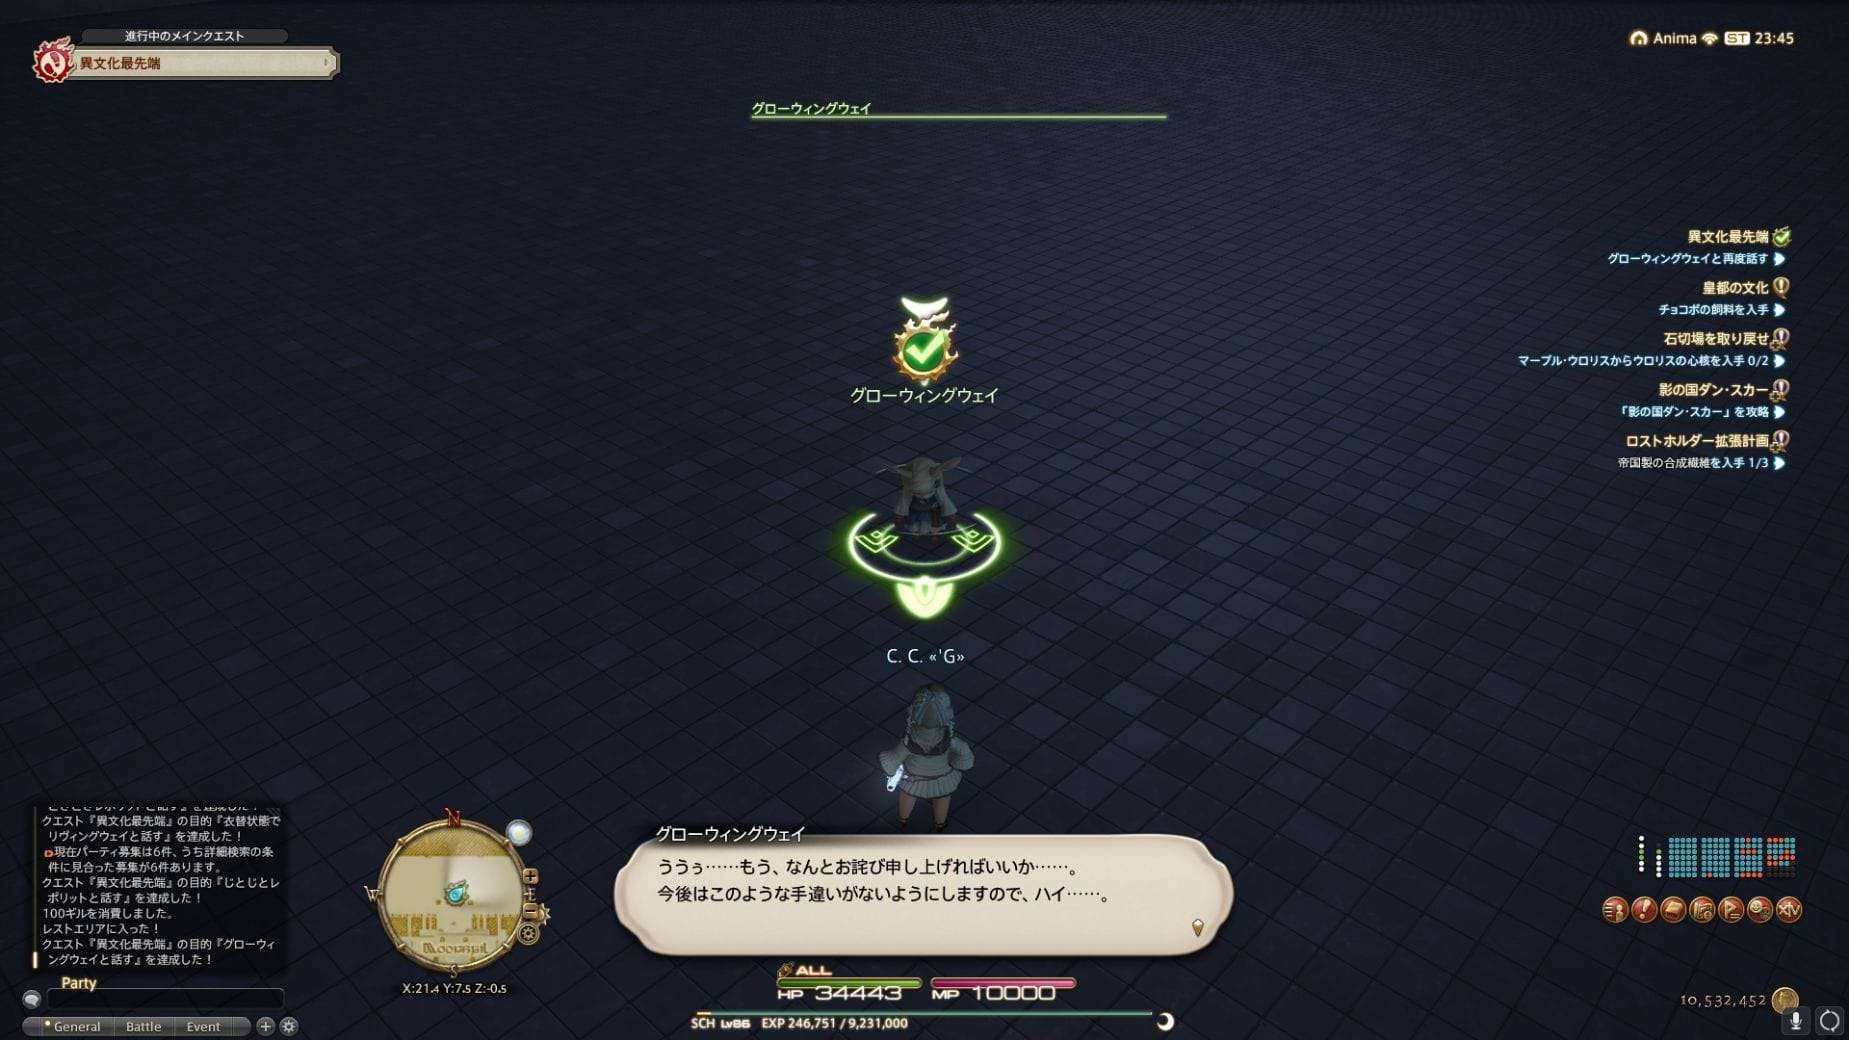 進行中のメインクエスト
異文化最先端
Anima ST 23:45
グローウィングウェイ
異文化最先端
グローウィングウェイと再度話す
皇都の文化
チョコボの飼料を入手
石切場を取り戻せ
マーブル・ウロリスからウロリスの心核を入手 0/2
影の国ダン・スカー
「影の国ダン・スカー」を攻略
ロストホルダー拡張計画
帝国製の合成繊維を入手 1/3
グローウィングウェイ
C. C. «'G»
クエスト『異文化最先端』の目的『衣替状態で
リヴィングウェイと話す』を達成した！
現在パーティ募集は6件、うち詳細検索の条
件に見合った募集が6件あります。
クエスト『異文化最先端』の目的『じとじとレ
ポリットと話す』を達成した！
100ギルを消費しました。
レストエリアに入った！
クエスト『異文化最先端』の目的『グローウィ
ングウェイと話す』を達成した！
Party
General Battle Event
N
W
E
S
X:21.4 Y:7.5 Z:-0.5
グローウィングウェイ
ううぅ……もう、なんとお詫び申し上げればいいか……。
今後はこのような手違いがないようにしますので、ハイ……。
ALL
HP 34443 MP 10000
SCH Lv86 EXP 246,751 / 9,231,000
XIV
10,532,452